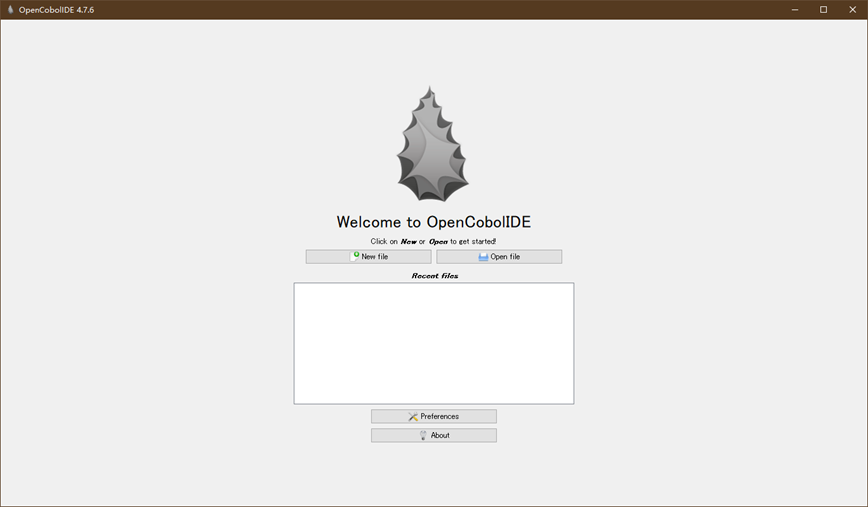 OpenCobolIDE 4.7.6
Welcome to OpenCobolIDE
Click on New or Open to get started!
New file
Open file
Recent files
Preferences
About